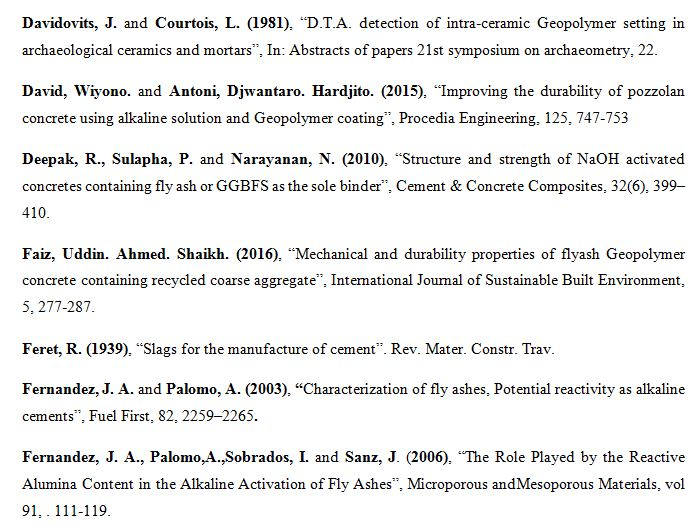 Davidovits, J. and Courtois, L. (1981), “D.T.A. detection of intra-ceramic Geopolymer setting in
archaeological ceramics and mortars”, In: Abstracts of papers 21st symposium on archaeometry, 22.
David, Wiyono. and Antoni, Djwantaro. Hardjito. (2015), “Improving the durability of pozzolan
concrete using alkaline solution and Geopolymer coating”, Procedia Engineering, 125, 747-753
Deepak, R., Sulapha, P. and Narayanan, N. (2010), “Structure and strength of NaOH activated
concretes containing fly ash or GGBFS as the sole binder”, Cement & Concrete Composites, 32(6), 399–
410.
Faiz, Uddin. Ahmed. Shaikh. (2016), “Mechanical and durability properties of flyash Geopolymer
concrete containing recycled coarse aggregate”, International Journal of Sustainable Built Environment,
5, 277-287.
Feret, R. (1939), “Slags for the manufacture of cement”. Rev. Mater. Constr. Trav.
Fernandez, J. A. and Palomo, A. (2003), “Characterization of fly ashes, Potential reactivity as alkaline
cements”, Fuel First, 82, 2259–2265.
Fernandez, J. A., Palomo,A.,Sobrados, I. and Sanz, J. (2006), “The Role Played by the Reactive
Alumina Content in the Alkaline Activation of Fly Ashes”, Microporous andMesoporous Materials, vol
91, . 111-119.